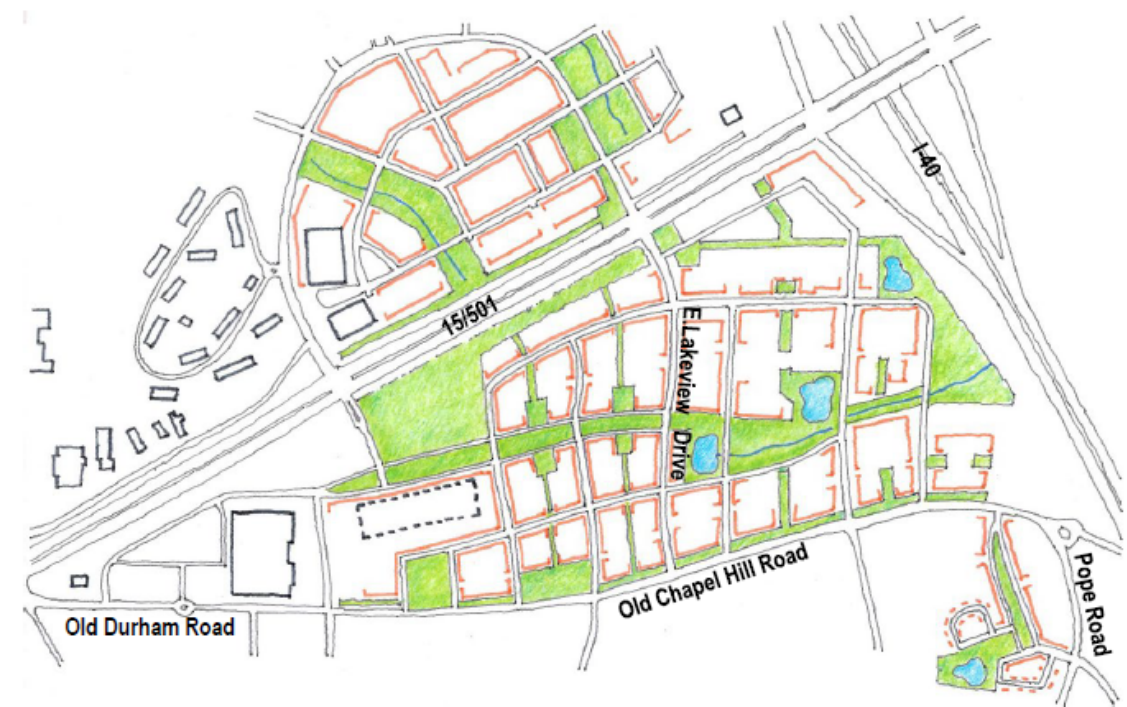 I-40
15/501
E Lakeview Drive
Old Chapel Hill Road
Pope Road
Old Durham Road